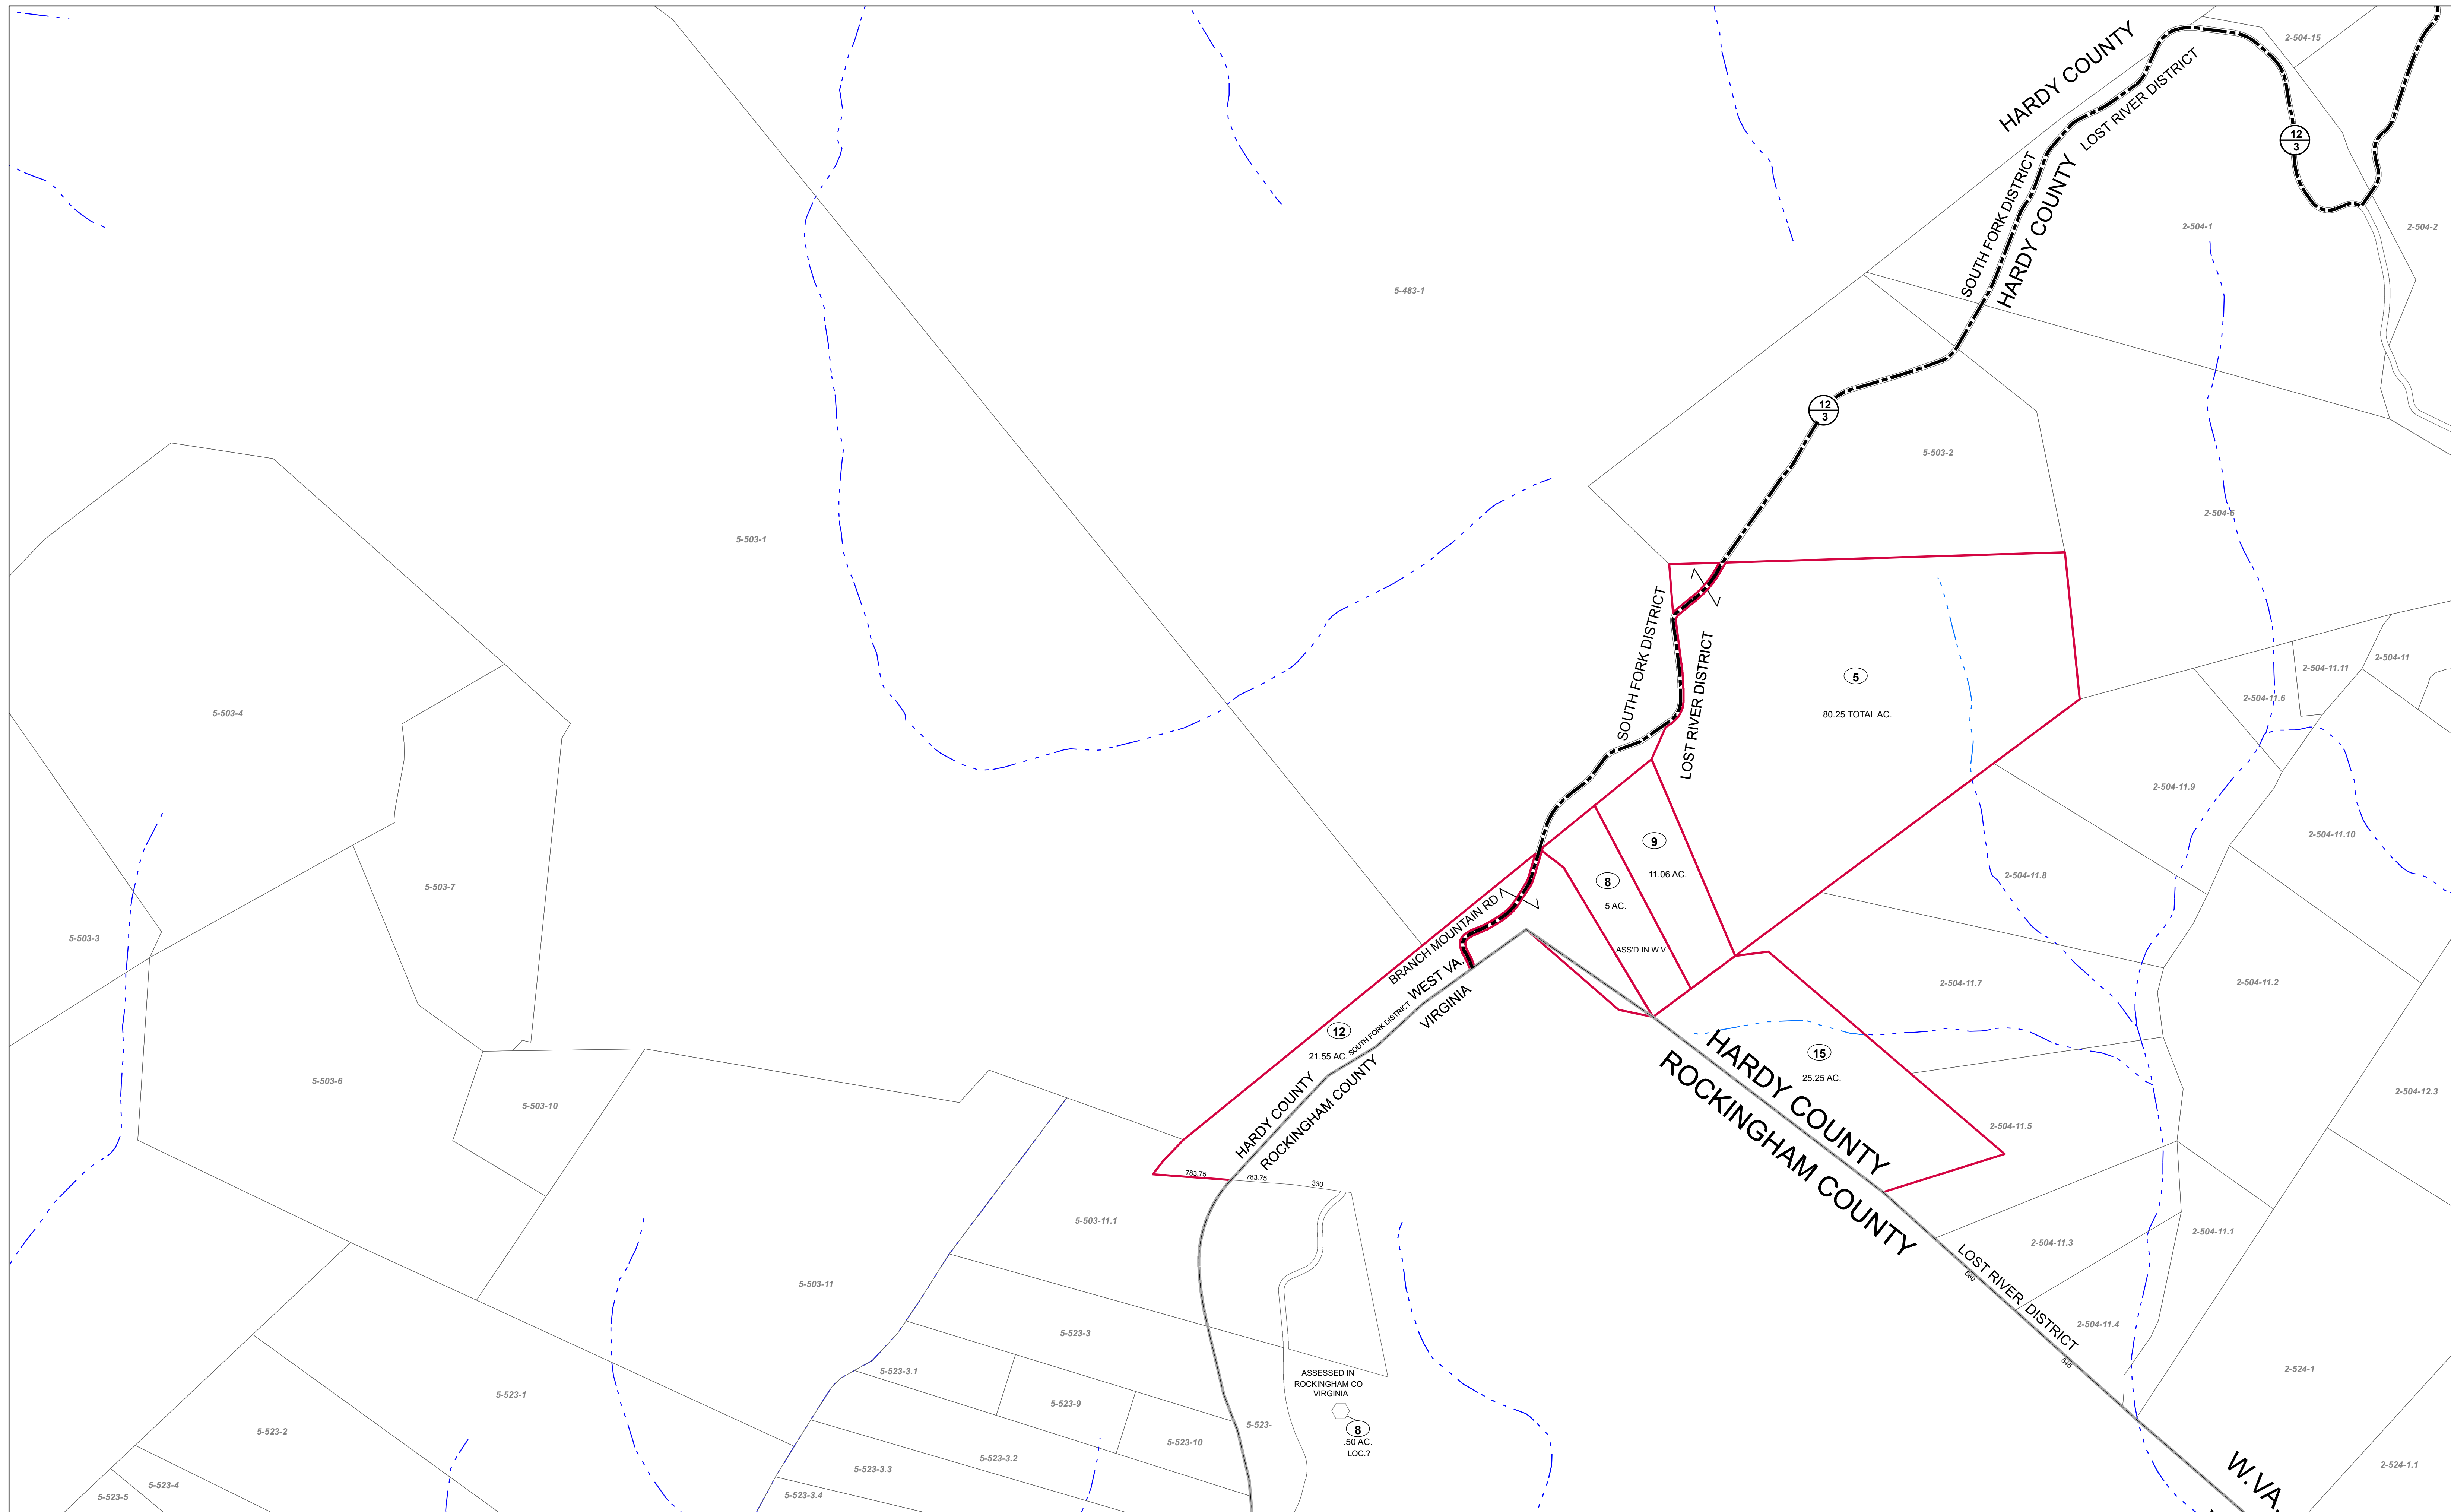 2-504-15
HARDY COUNTY
LOST RIVER DISTRICT
12
3
SOUTH FORK DISTRICT
HARDY COUNTY
2-504-1
2-504-2
5-483-1
12
3
5-503-2
5-503-1
2-504-6
SOUTH FORK DISTRICT
LOST RIVER DISTRICT
5
80.25 TOTAL AC.
2-504-11.11
2-504-11
2-504-11.6
5-503-4
2-504-11.9
2-504-11.10
9
11.06 AC.
8
5 AC.
ASS'D IN W.V.
2-504-11.8
5-503-7
5-503-3
BRANCH MOUNTAIN RD
WEST VA.
SOUTH FORK DISTRICT
VIRGINIA
2-504-11.7
2-504-11.2
12
21.55 AC.
15
25.25 AC.
HARDY COUNTY
ROCKINGHAM COUNTY
HARDY COUNTY
ROCKINGHAM COUNTY
5-503-6
5-503-10
2-504-12.3
2-504-11.5
783.75
783.75
330
5-503-11.1
2-504-11.3
2-504-11.1
LOST RIVER DISTRICT
680
5-503-11
5-523-3
2-504-11.4
845
5-523-3.1
5-523-9
ASSESSED IN
ROCKINGHAM CO
VIRGINIA
8
.50 AC.
LOC.?
5-523-1
5-523-
5-523-2
5-523-10
5-523-3.2
5-523-3.3
5-523-3.4
5-523-4
5-523-5
2-524-1
2-524-1.1
W.VA.